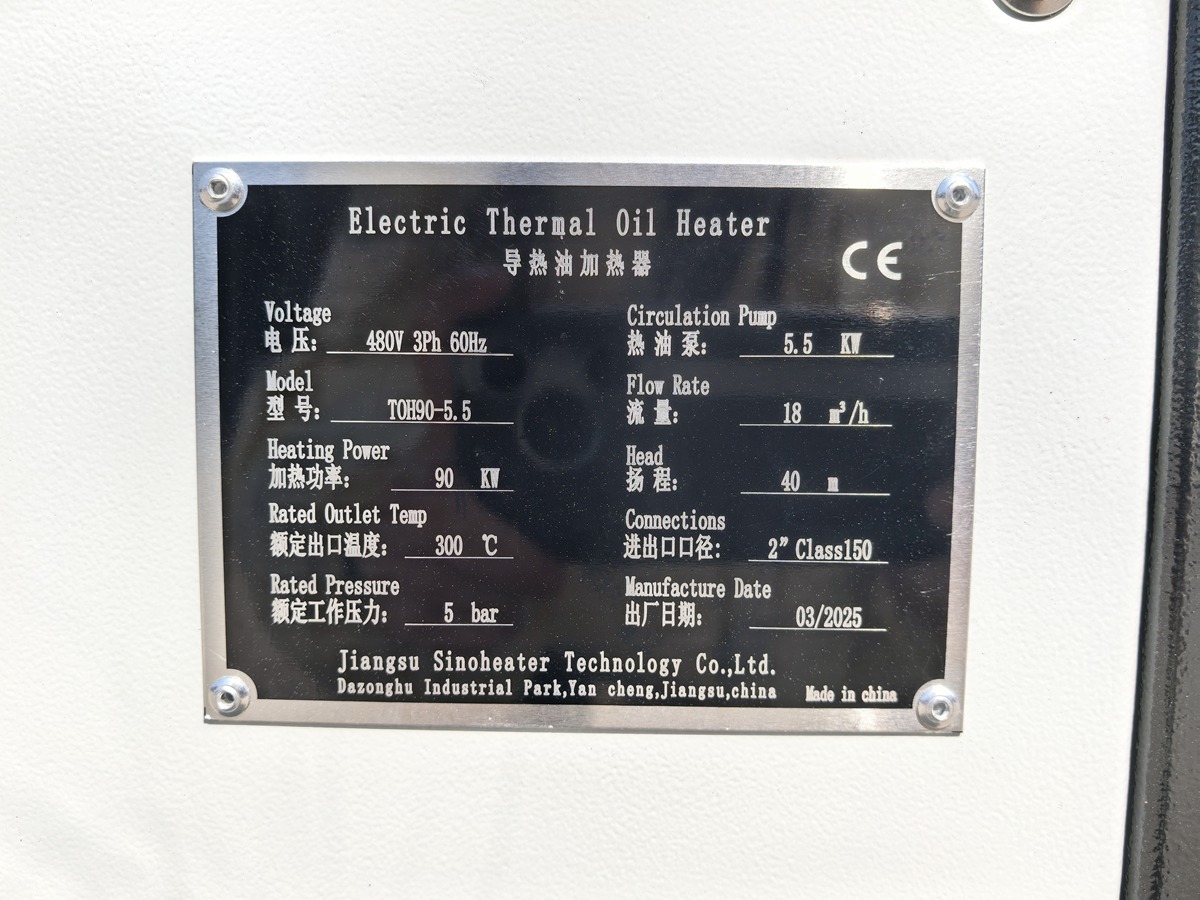 Electric Thermal Oil Heater
导热油加热器
CE
Voltage
电 压: 480V 3Ph 60Hz
Model
型 号: TOH90-5.5
Heating Power
加热功率: 90 KW
Rated Outlet Temp
额定出口温度: 300 ℃
Rated Pressure
额定工作压力: 5 bar
Circulation Pump
热 油 泵: 5.5 KW
Flow Rate
流 量: 18 m³/h
Head
扬 程: 40 m
Connections
进出口口径: 2” Class150
Manufacture Date
出厂日期: 03/2025
Jiangsu Sinoheater Technology Co.,Ltd.
Dazonghu Industrial Park,Yan cheng,Jiangsu,china
Made in china